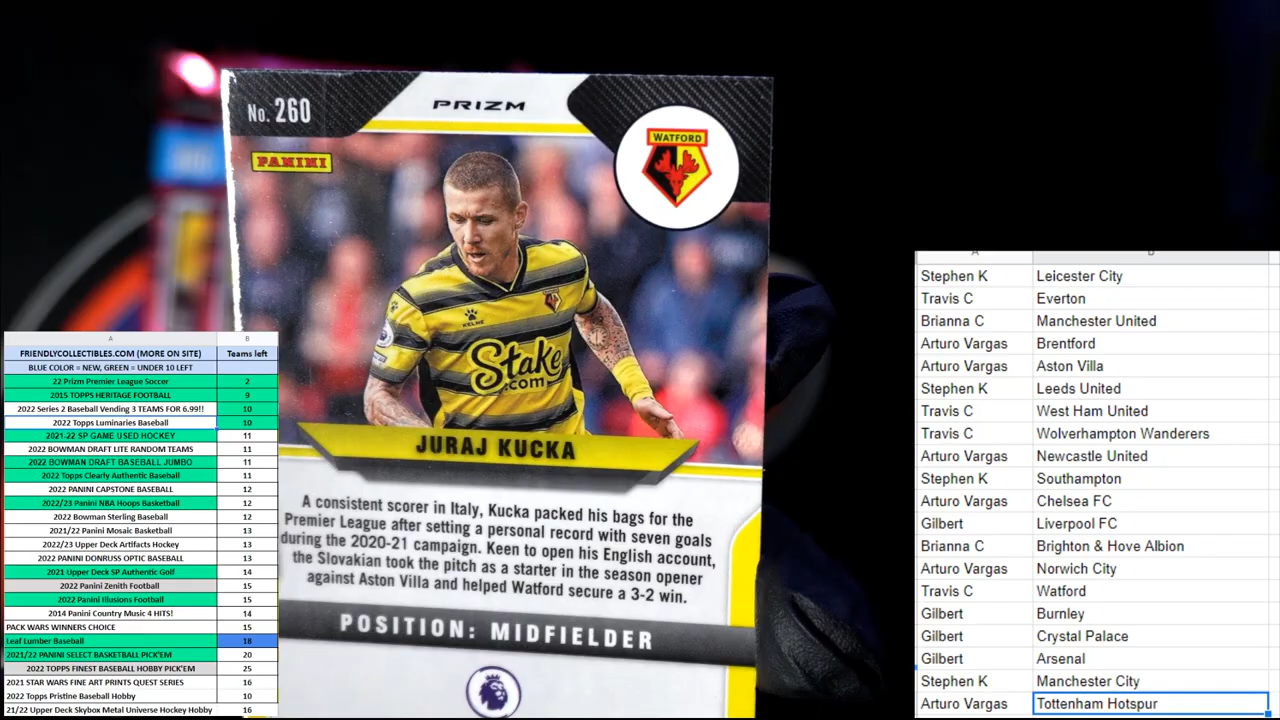 No. 260
PRIZM
WATFORD
PANINI
KELME
Stake
.com
JURAJ KUCKA
A consistent scorer in Italy, Kucka packed his bags for the
Premier League after setting a personal record with seven goals
during the 2020-21 campaign. Keen to open his English account,
the Slovakian took the pitch as a starter in the season opener
against Aston Villa and helped Watford secure a 3-2 win.
POSITION: MIDFIELDER
A B
FRIENDLYCOLLECTIBLES.COM (MORE ON SITE) Teams left
BLUE COLOR = NEW, GREEN = UNDER 10 LEFT
22 Prizm Premier League Soccer 2
2015 TOPPS HERITAGE FOOTBALL 9
2022 Series 2 Baseball Vending 3 TEAMS FOR 6.99!! 10
2022 Topps Luminaries Baseball 10
2021-22 SP GAME USED HOCKEY 11
2022 BOWMAN DRAFT LITE RANDOM TEAMS 11
2022 BOWMAN DRAFT BASEBALL JUMBO 11
2022 Topps Clearly Authentic Baseball 11
2022 PANINI CAPSTONE BASEBALL 12
2022/23 Panini NBA Hoops Basketball 12
2022 Bowman Sterling Baseball 12
2021/22 Panini Mosaic Basketball 13
2022/23 Upper Deck Artifacts Hockey 13
2022 PANINI DONRUSS OPTIC BASEBALL 13
2021 Upper Deck SP Authentic Golf 14
2022 Panini Zenith Football 15
2022 Panini Illusions Football 15
2014 Panini Country Music 4 HITS! 14
PACK WARS WINNERS CHOICE 15
Leaf Lumber Baseball 18
2021/22 PANINI SELECT BASKETBALL PICK'EM 20
2022 TOPPS FINEST BASEBALL HOBBY PICK'EM 25
2021 STAR WARS FINE ART PRINTS QUEST SERIES 16
2022 Topps Pristine Baseball Hobby 10
21/22 Upper Deck Skybox Metal Universe Hockey Hobby 16
Stephen K Leicester City
Travis C Everton
Brianna C Manchester United
Arturo Vargas Brentford
Arturo Vargas Aston Villa
Stephen K Leeds United
Travis C West Ham United
Travis C Wolverhampton Wanderers
Arturo Vargas Newcastle United
Stephen K Southampton
Arturo Vargas Chelsea FC
Gilbert Liverpool FC
Brianna C Brighton & Hove Albion
Arturo Vargas Norwich City
Travis C Watford
Gilbert Burnley
Gilbert Crystal Palace
Gilbert Arsenal
Stephen K Manchester City
Arturo Vargas Tottenham Hotspur